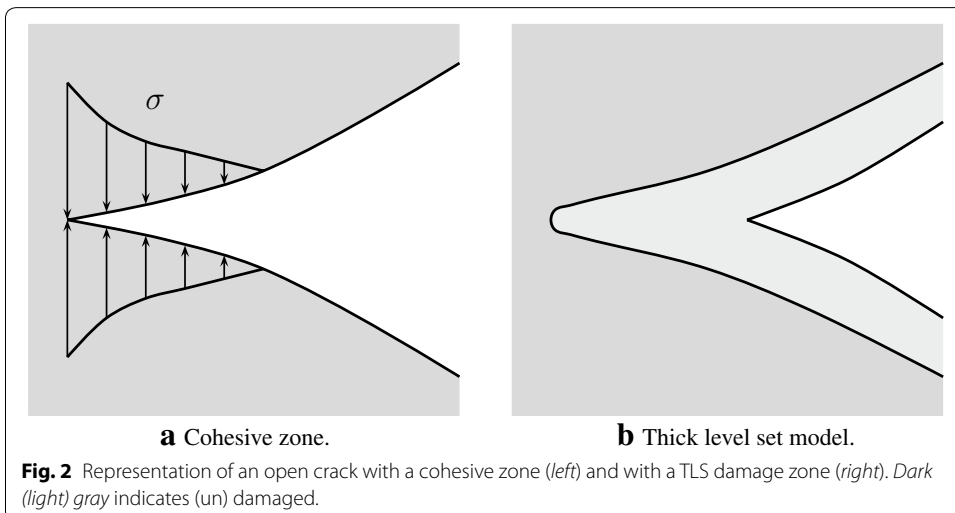 σ
a Cohesive zone.
b Thick level set model.
Fig. 2 Representation of an open crack with a cohesive zone (left) and with a TLS damage zone (right). Dark
(light) gray indicates (un) damaged.